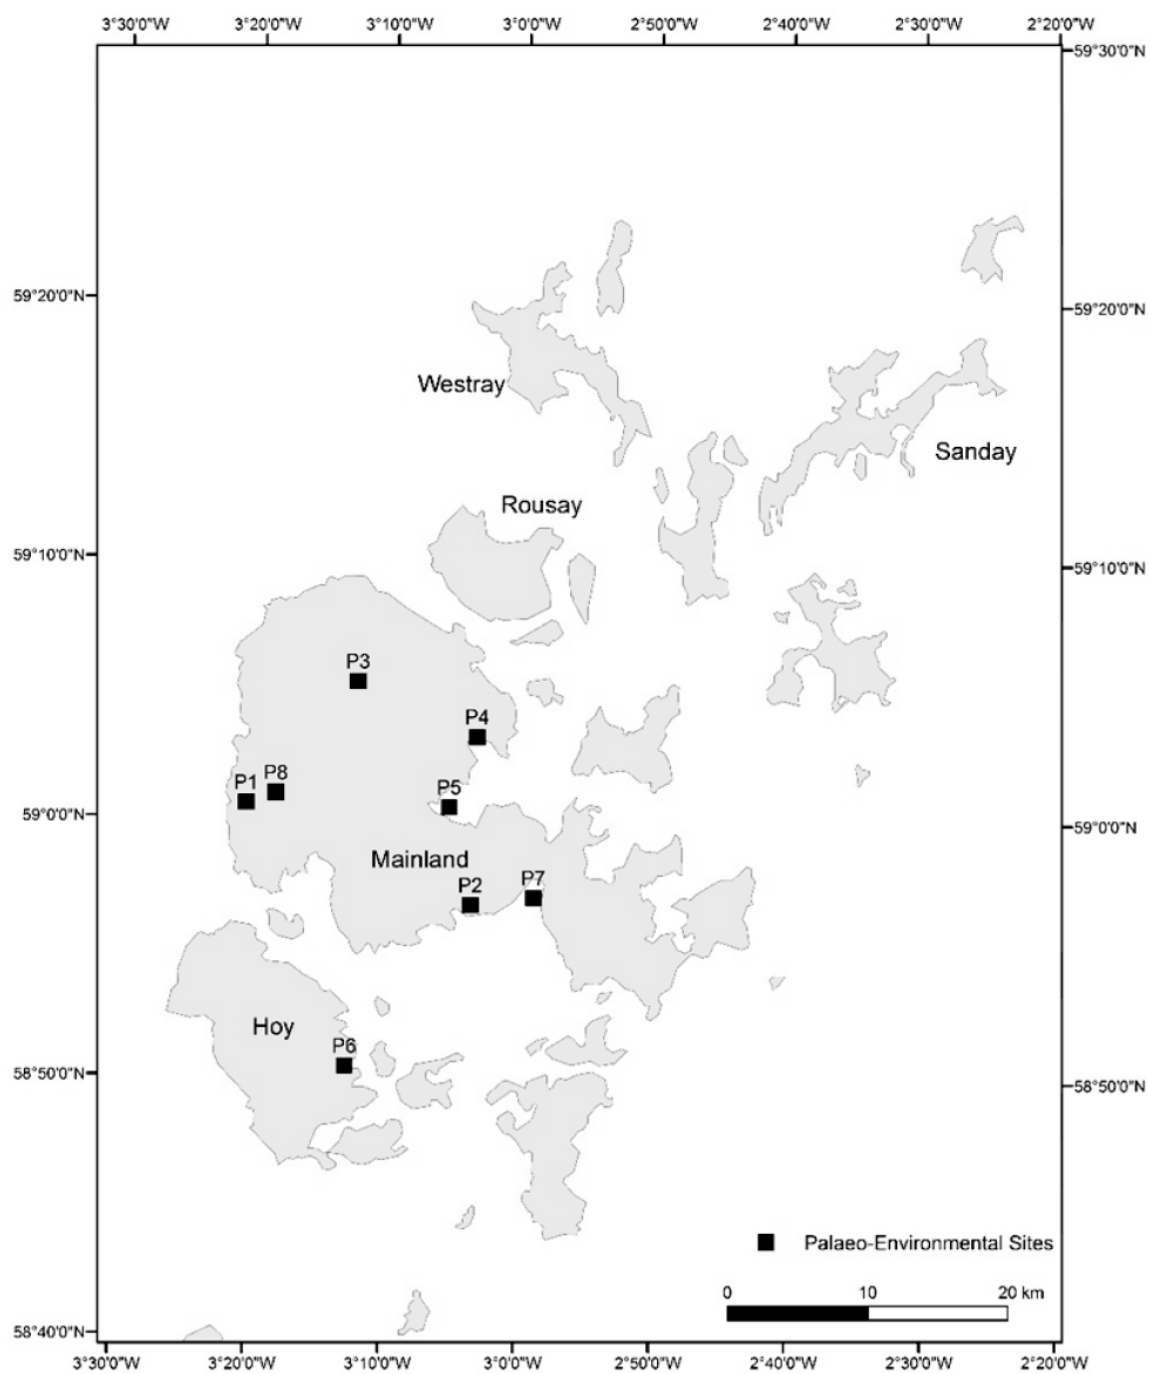 3°30'0"W 3°20'0"W 3°10'0"W 3°0'0"W 2°50'0"W 2°40'0"W 2°30'0"W 2°20'0"W
59°30'0"N
59°20'0"N 59°20'0"N
Westray
Sanday
Rousay
59°10'0"N 59°10'0"N
P3
P4
P1 P8
P5
59°0'0"N 59°0'0"N
Mainland
P2 P7
Hoy
P6
58°50'0"N 58°50'0"N
Palaeo-Environmental Sites
0 10 20 km
58°40'0"N
3°30'0"W 3°20'0"W 3°10'0"W 3°0'0"W 2°50'0"W 2°40'0"W 2°30'0"W 2°20'0"W